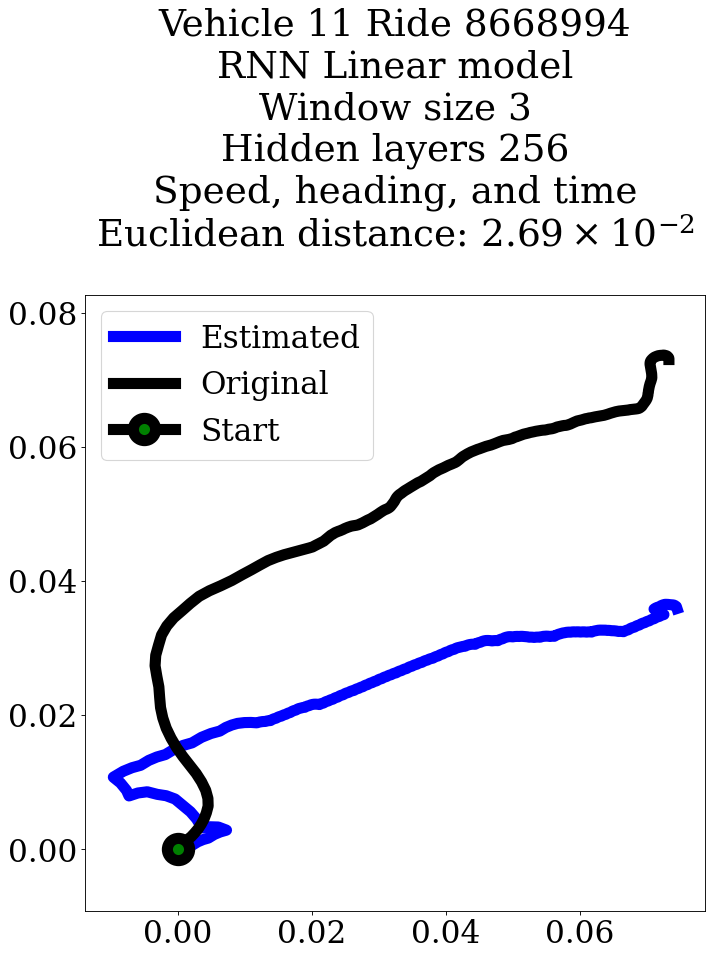 Vehicle 11 Ride 8668994
RNN Linear model
Window size 3
Hidden layers 256
Speed, heading, and time
Euclidean distance: 2.69 × 10⁻²
0.08
0.06
0.04
0.02
0.00
Estimated
Original
Start
0.00 0.02 0.04 0.06